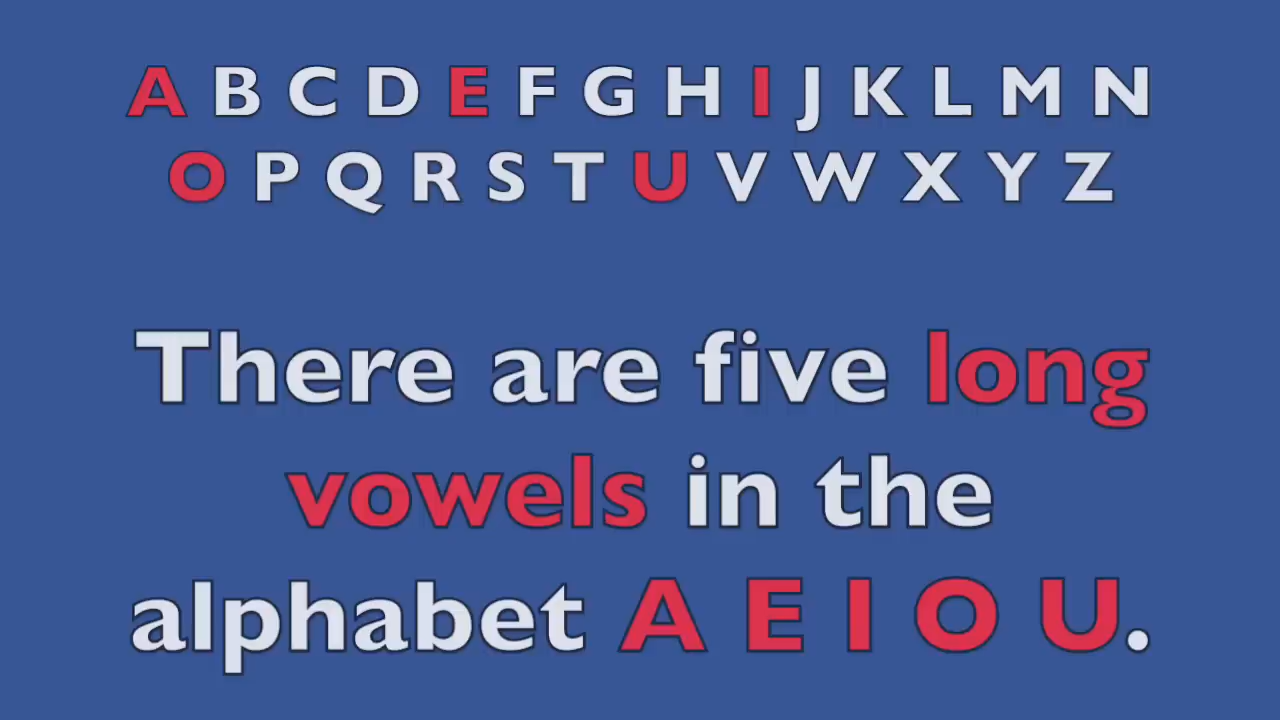 A B C D E F G H I J K L M N
O P Q R S T U V W X Y Z
There are five long
vowels in the
alphabet A E I O U.